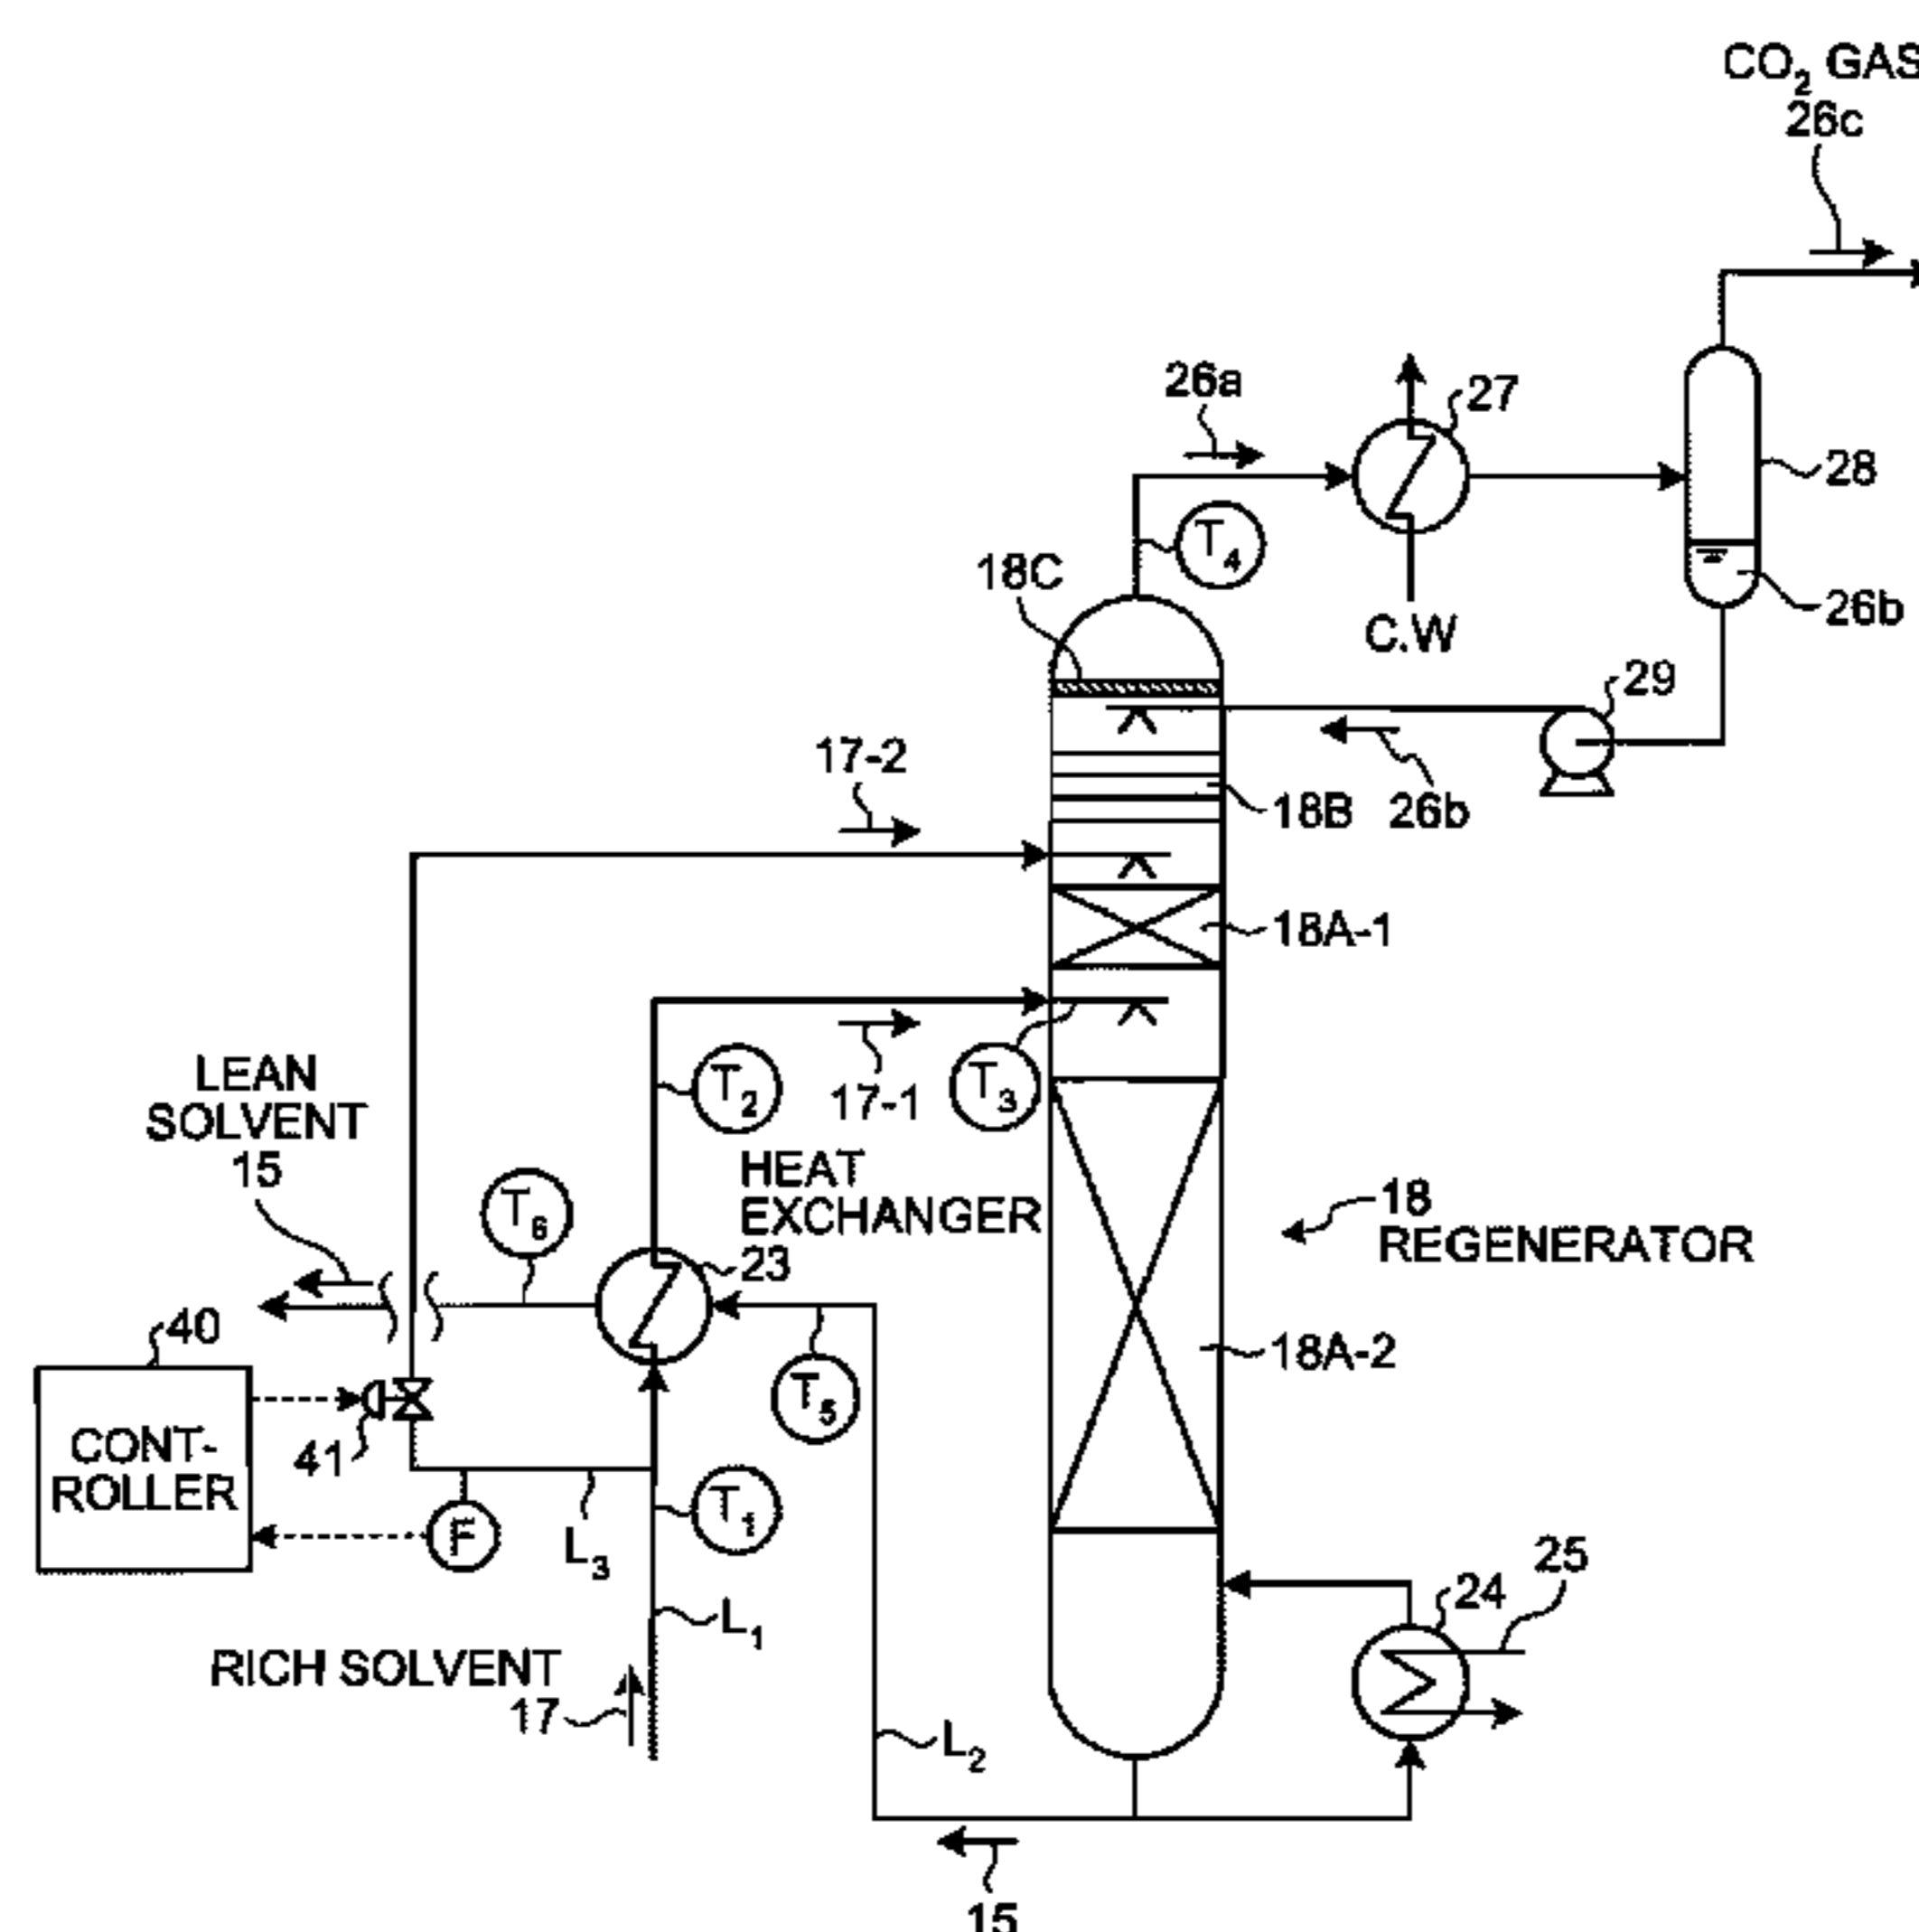 CO₂ GAS
26c
26a
27
28
T₄
18C
26b
C.W
29
17-2
18B
26b
18A-1
LEAN
SOLVENT
15
T₂
17-1
T₃
HEAT
EXCHANGER
23
T₆
18
REGENERATOR
40
18A-2
T₅
CONT-
ROLLER
41
T₁
F
L₃
25
24
L₁
RICH SOLVENT
17
L₂
15